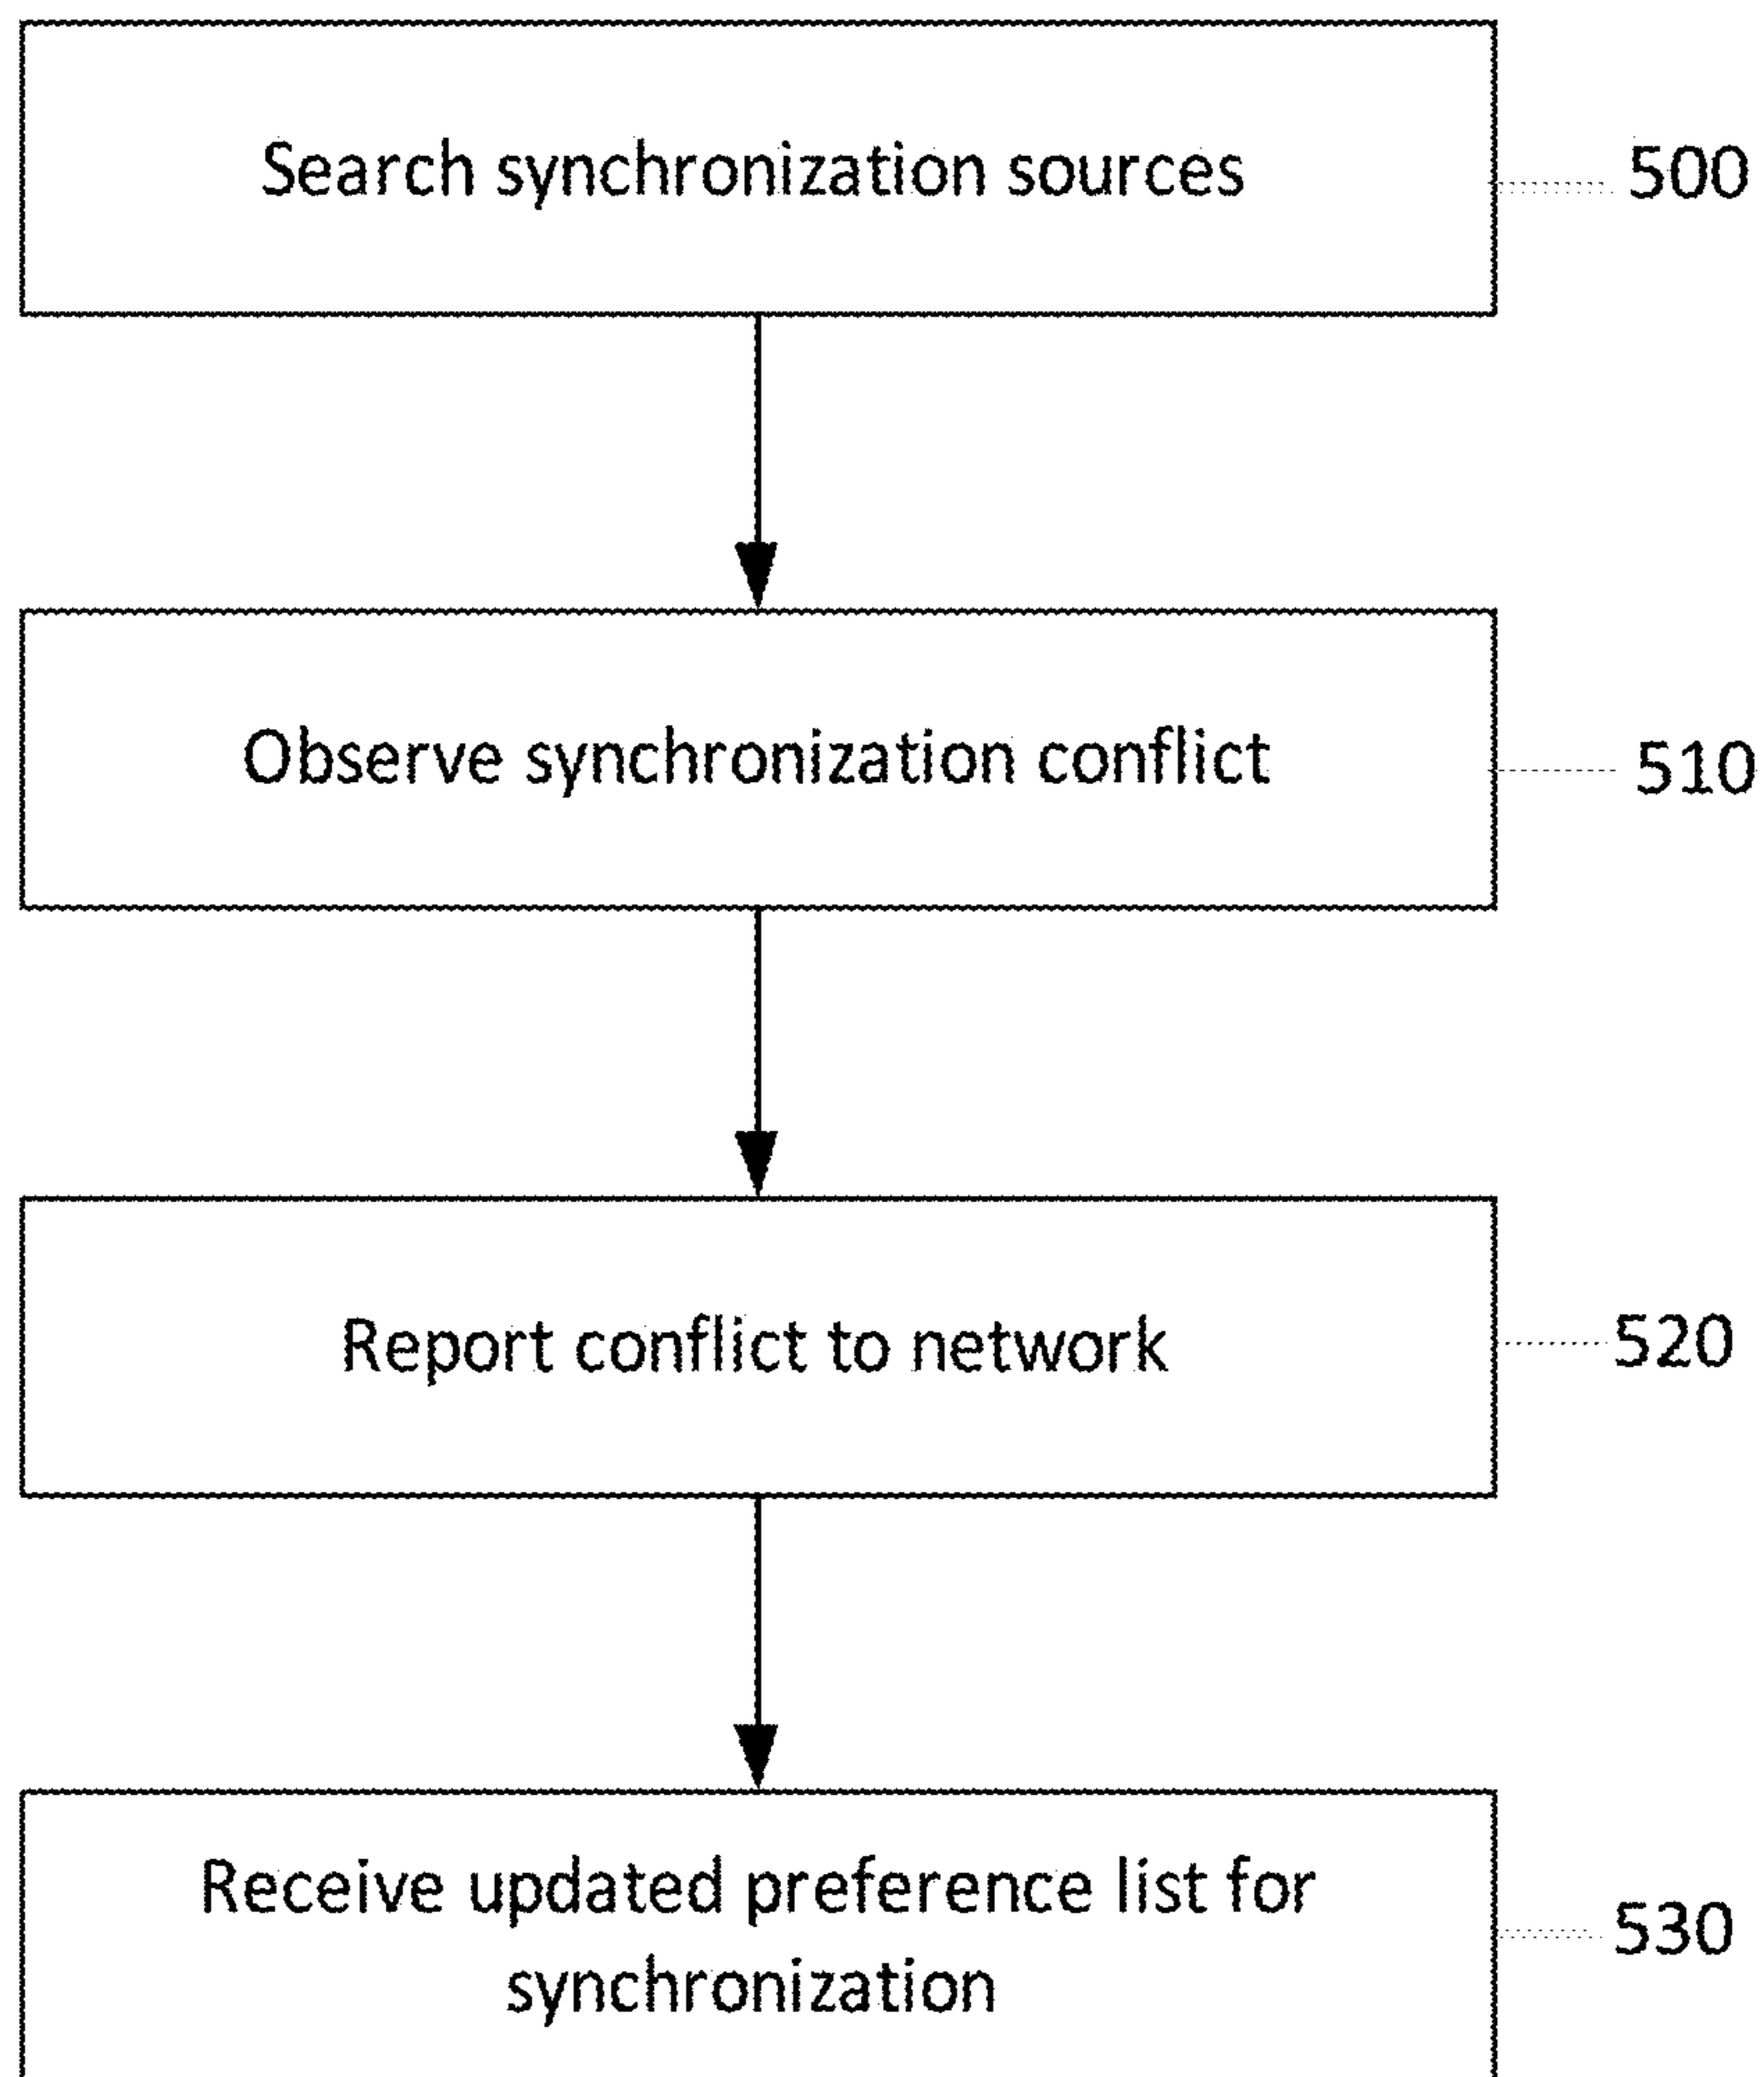 Search synchronization sources
500
Observe synchronization conflict
510
Report conflict to network
520
Receive updated preference list for
synchronization
530